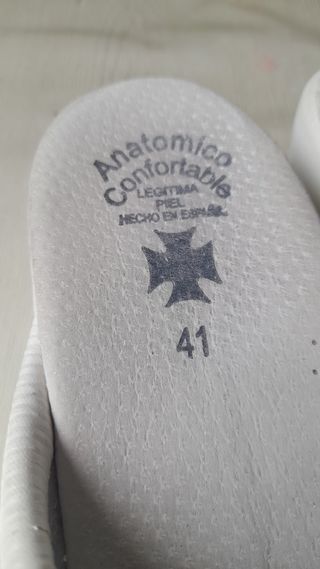 Anatomico
Confortable
LEGITIMA
PIEL
HECHO EN ESPAÑA
41